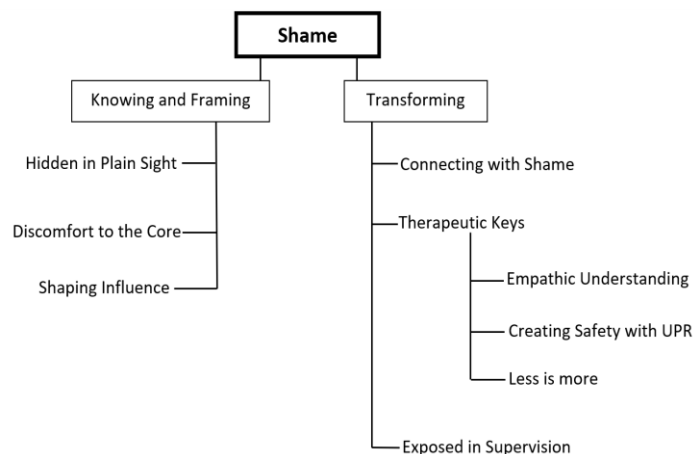 Shame
Knowing and Framing
Transforming
Hidden in Plain Sight
Connecting with Shame
Discomfort to the Core
Therapeutic Keys
Shaping Influence
Empathic Understanding
Creating Safety with UPR
Less is more
Exposed in Supervision